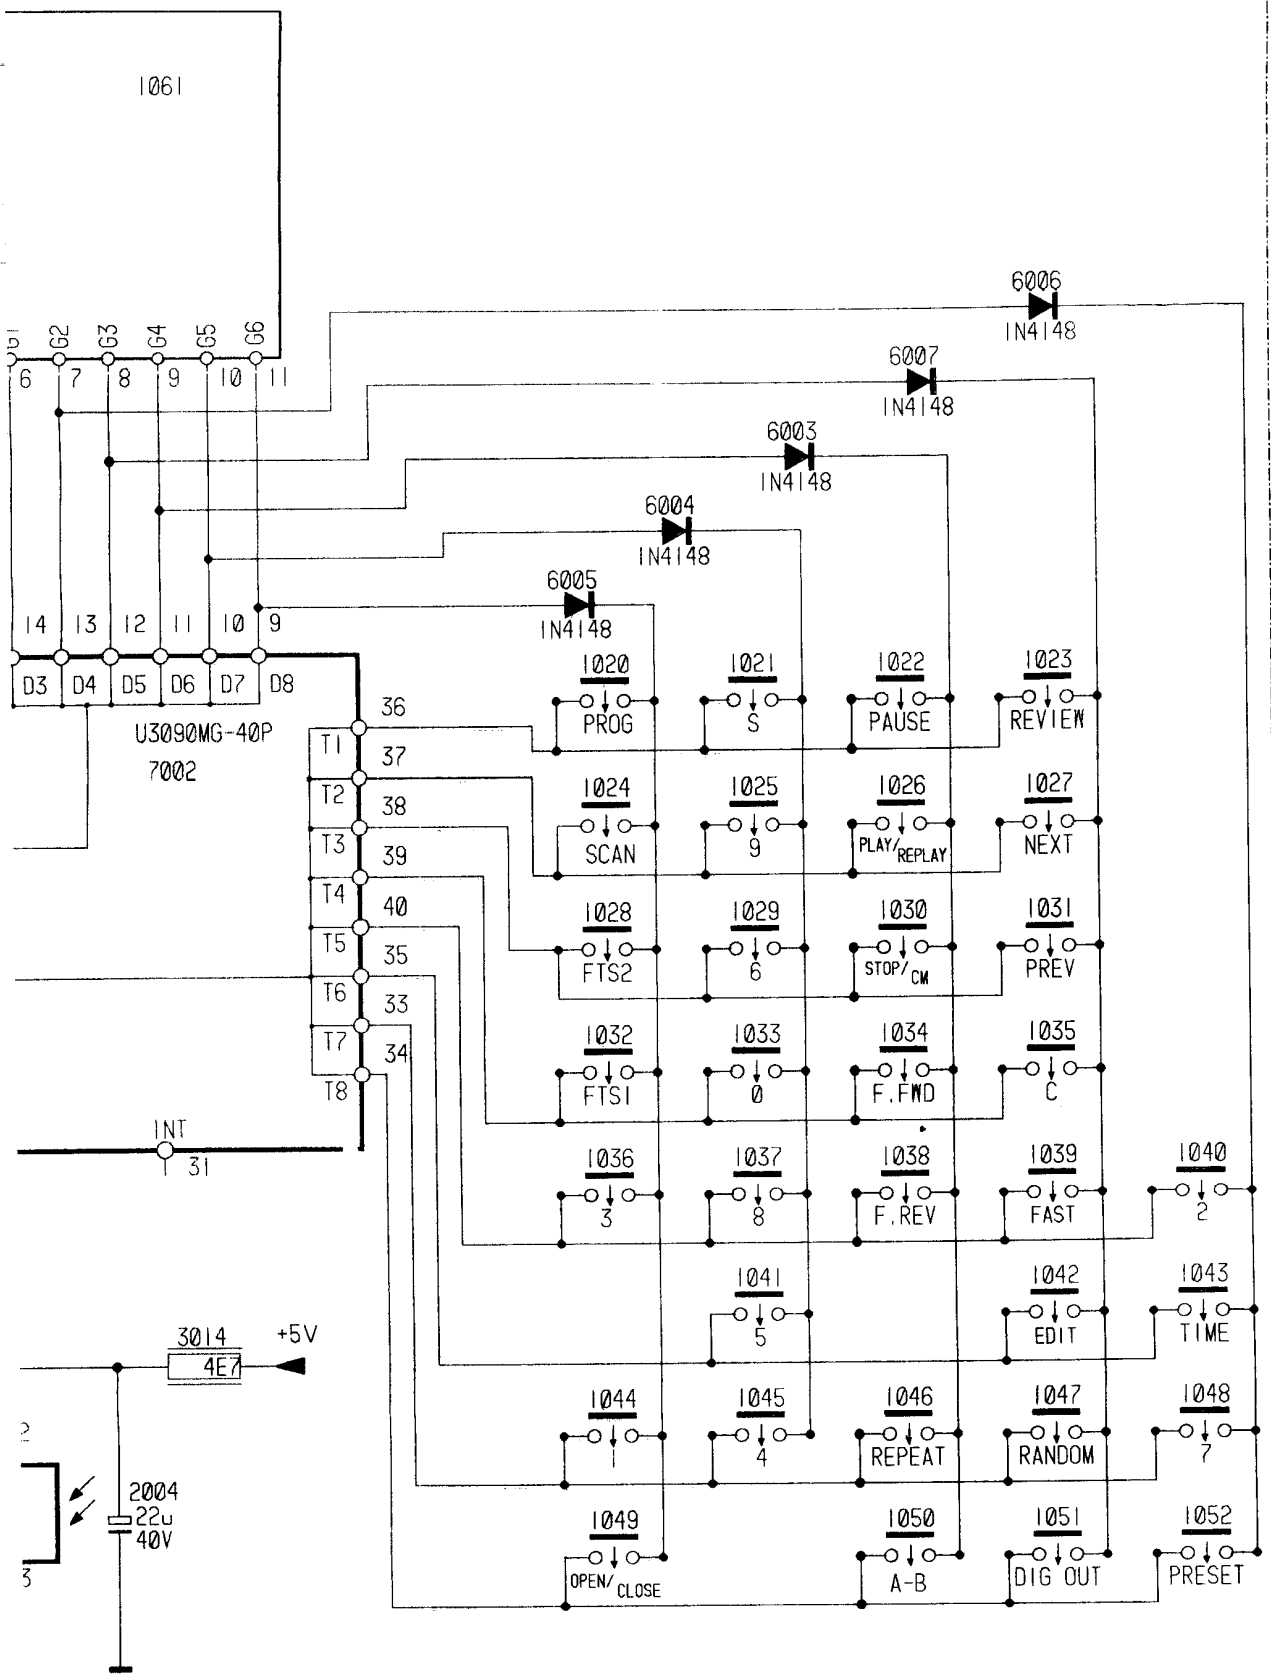 1061
6006
G2 G3 G4 G5 G6
1N4148
6 7 8 9 10 11
6007
1N4148
6003
1N4148
6004
1N4148
6005
1N4148
14 13 12 11 10 9
D3 D4 D5 D6 D7 D8
U3090MG-40P
7002
1020 1021 1022 1023
PROG S PAUSE REVIEW
36
T1
37
1024 1025 1026 1027
SCAN 9 PLAY/REPLAY NEXT
T2
38
T3
39
T4
40
1028 1029 1030 1031
FTS2 6 STOP/CM PREV
T5
35
T6
33
T7
34
T8
1032 1033 1034 1035
FTS1 0 F.FWD C
INT
31
1036 1037 1038 1039 1040
3 8 F.REV FAST 2
1041 1042 1043
5 EDIT TIME
3014 +5V
4E7
1044 1045 1046 1047 1048
1 4 REPEAT RANDOM 7
2004
22u
40V
1049 1050 1051 1052
OPEN/CLOSE A-B DIG OUT PRESET
3